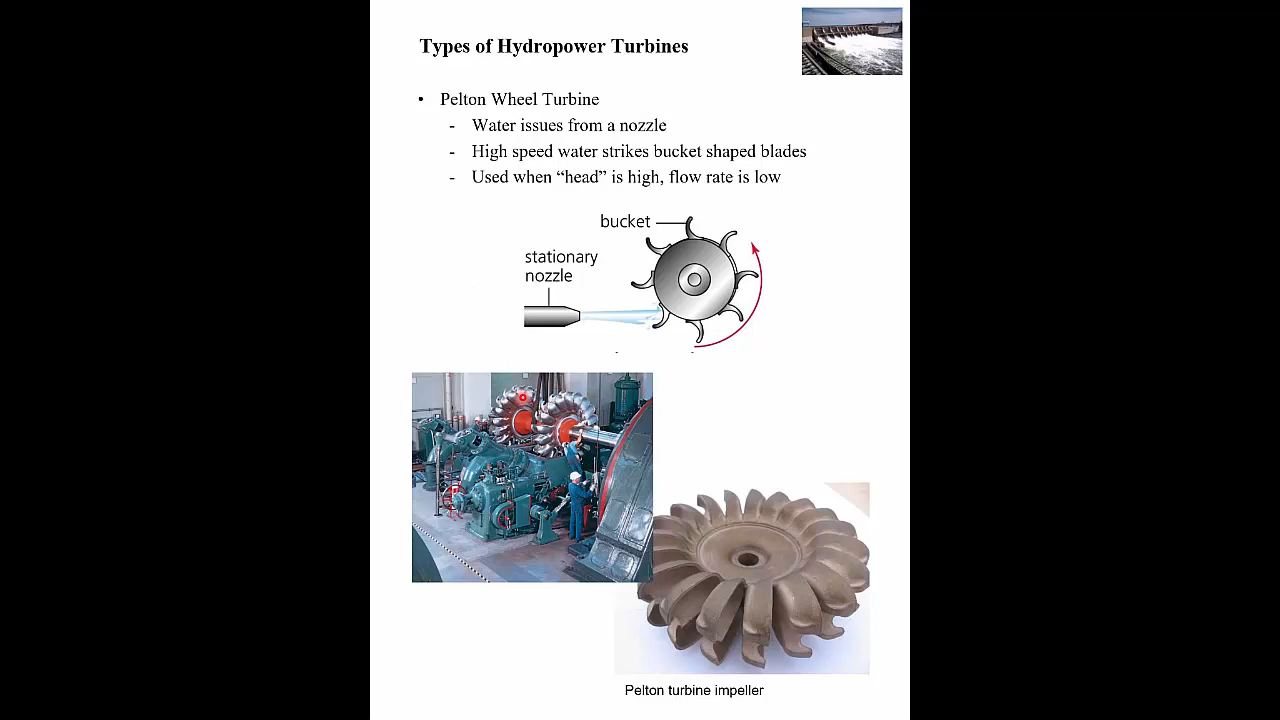 Types of Hydropower Turbines
• Pelton Wheel Turbine
- Water issues from a nozzle
- High speed water strikes bucket shaped blades
- Used when “head” is high, flow rate is low
bucket
stationary
nozzle
Pelton turbine impeller